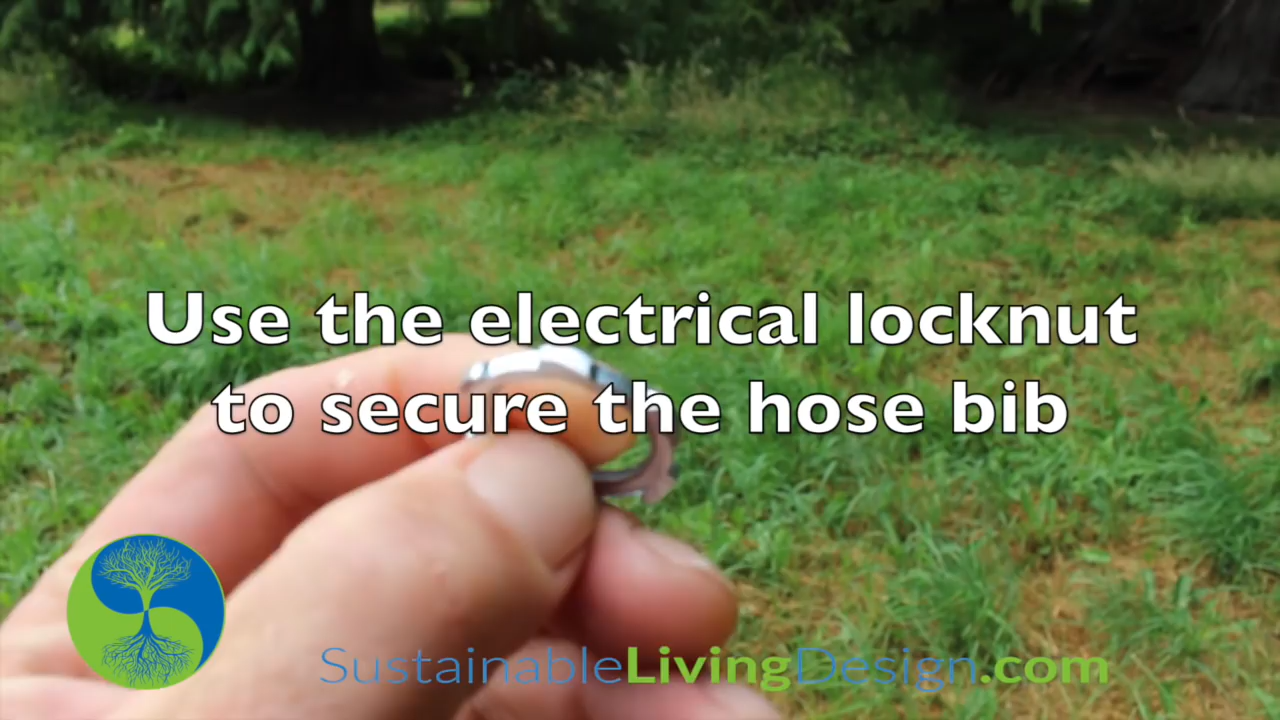 Use the electrical locknut
to secure the hose bib
SustainableLivingDesign.com